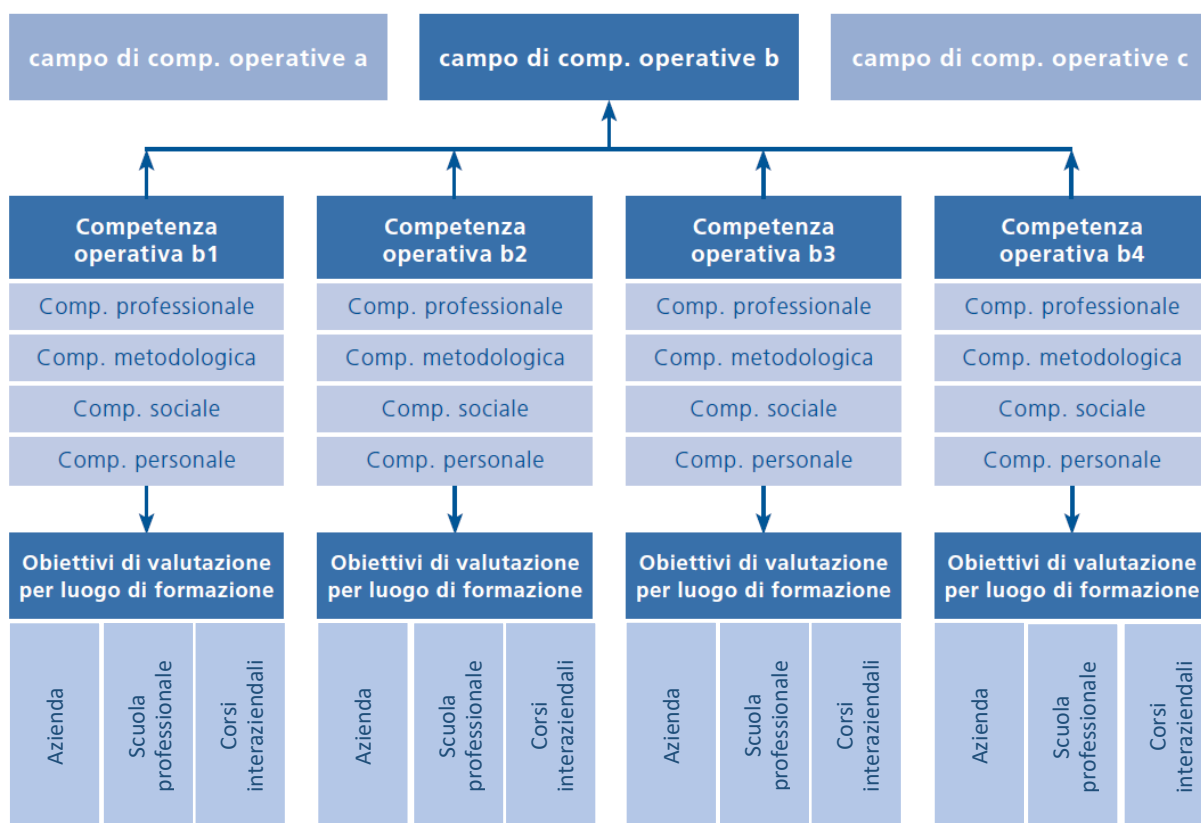 campo di comp. operative a
campo di comp. operative b
campo di comp. operative c
Competenza
operativa b1
Comp. professionale
Comp. metodologica
Comp. sociale
Comp. personale
Obiettivi di valutazione
per luogo di formazione
Azienda
Scuola
professionale
Corsi
interaziendali
Competenza
operativa b2
Comp. professionale
Comp. metodologica
Comp. sociale
Comp. personale
Obiettivi di valutazione
per luogo di formazione
Azienda
Scuola
professionale
Corsi
interaziendali
Competenza
operativa b3
Comp. professionale
Comp. metodologica
Comp. sociale
Comp. personale
Obiettivi di valutazione
per luogo di formazione
Azienda
Scuola
professionale
Corsi
interaziendali
Competenza
operativa b4
Comp. professionale
Comp. metodologica
Comp. sociale
Comp. personale
Obiettivi di valutazione
per luogo di formazione
Azienda
Scuola
professionale
Corsi
interaziendali